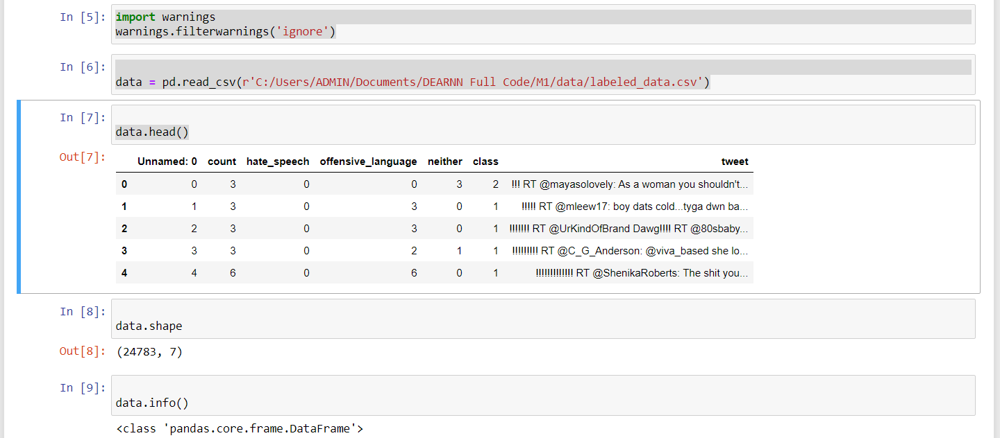 In [5]: import warnings
warnings.filterwarnings('ignore')
In [6]:
data = pd.read_csv(r'C:/Users/ADMIN/Documents/DEARNN Full Code/M1/data/labeled_data.csv')
In [7]:
data.head()
Out[7]:
Unnamed: 0 count hate_speech offensive_language neither class tweet
0 0 3 0 0 3 2 !!! RT @mayasolovely: As a woman you shouldn't...
1 1 3 0 3 0 1 !!!!! RT @mleew17: boy dats cold...tyga dwn ba...
2 2 3 0 3 0 1 !!!!!!! RT @UrKindOfBrand Dawg!!!! RT @80sbaby...
3 3 3 0 2 1 1 !!!!!!!!! RT @C_G_Anderson: @viva_based she lo...
4 4 6 0 6 0 1 !!!!!!!!!!!!! RT @ShenikaRoberts: The shit you...
In [8]:
data.shape
Out[8]: (24783, 7)
In [9]:
data.info()
<class 'pandas.core.frame.DataFrame'>